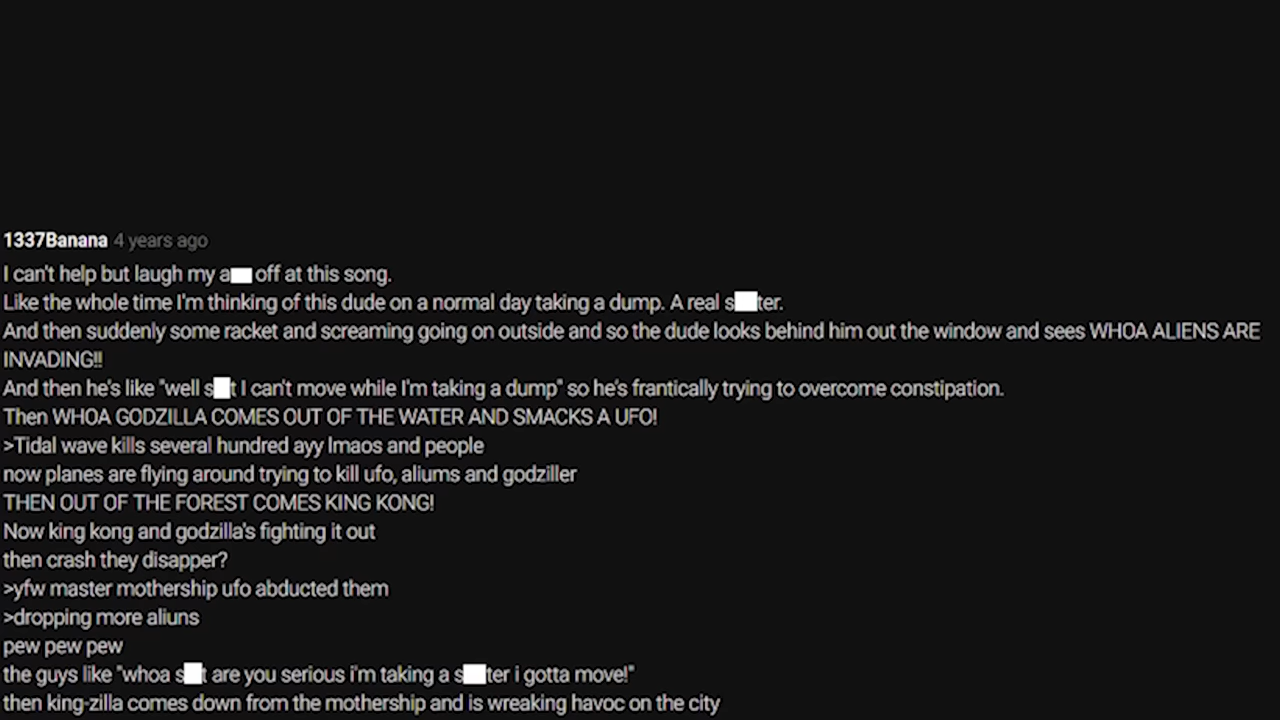 1337Banana 4 years ago
I can't help but laugh my a off at this song.
Like the whole time I'm thinking of this dude on a normal day taking a dump. A real s ter.
And then suddenly some racket and screaming going on outside and so the dude looks behind him out the window and sees WHOA ALIENS ARE
INVADING!!
And then he's like "well s t I can't move while I'm taking a dump" so he's frantically trying to overcome constipation.
Then WHOA GODZILLA COMES OUT OF THE WATER AND SMACKS A UFO!
>Tidal wave kills several hundred ayy lmaos and people
now planes are flying around trying to kill ufo, aliums and godziller
THEN OUT OF THE FOREST COMES KING KONG!
Now king kong and godzilla's fighting it out
then crash they disapper?
>yfw master mothership ufo abducted them
>dropping more aliuns
pew pew pew
the guys like "whoa s t are you serious i'm taking a s ter i gotta move!"
then king-zilla comes down from the mothership and is wreaking havoc on the city